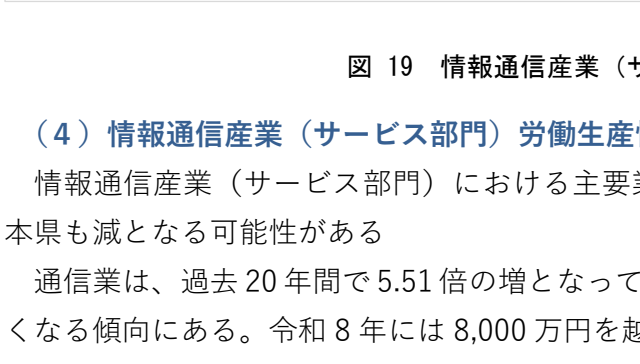 図 19　情報通信産業（サ
（4）情報通信産業（サービス部門）労働生産
情報通信産業（サービス部門）における主要
本県も減となる可能性がある
通信業は、過去 20 年間で 5.51 倍の増となって
くなる傾向にある。令和 8 年には 8,000 万円を越